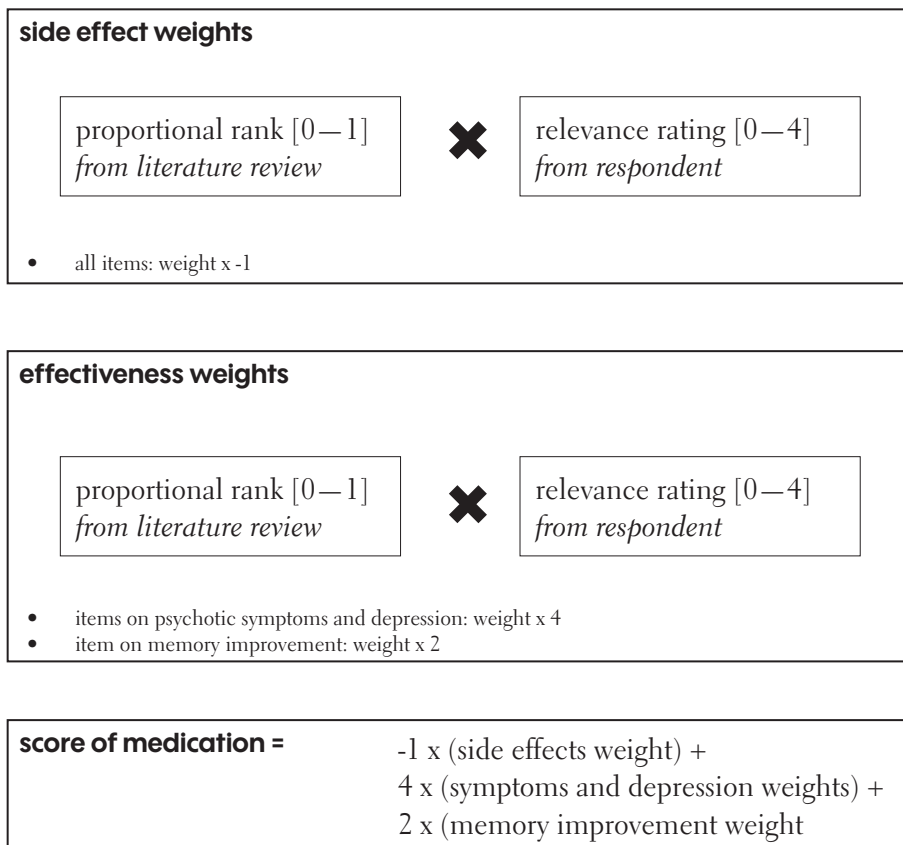 side effect weights
proportional rank [0—1]
from literature review
✖
relevance rating [0—4]
from respondent
• all items: weight x -1
effectiveness weights
proportional rank [0—1]
from literature review
✖
relevance rating [0—4]
from respondent
• items on psychotic symptoms and depression: weight x 4
• item on memory improvement: weight x 2
score of medication = -1 x (side effects weight) +
4 x (symptoms and depression weights) +
2 x (memory improvement weight